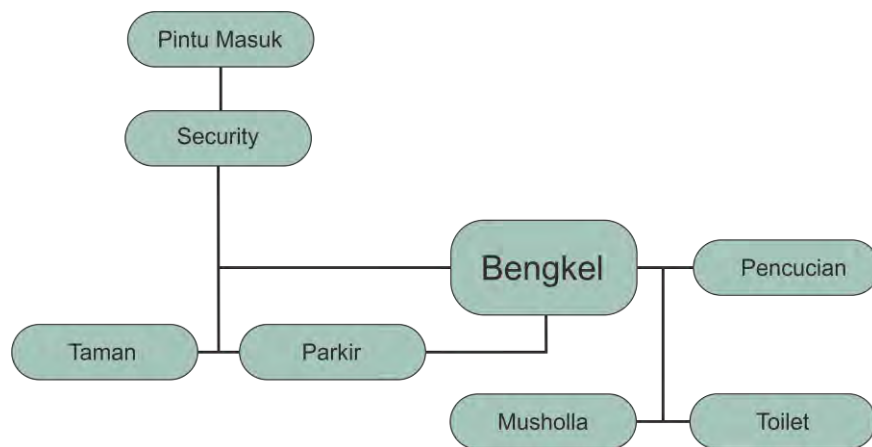 Pintu Masuk
Security
Bengkel
Pencucian
Taman
Parkir
Musholla
Toilet